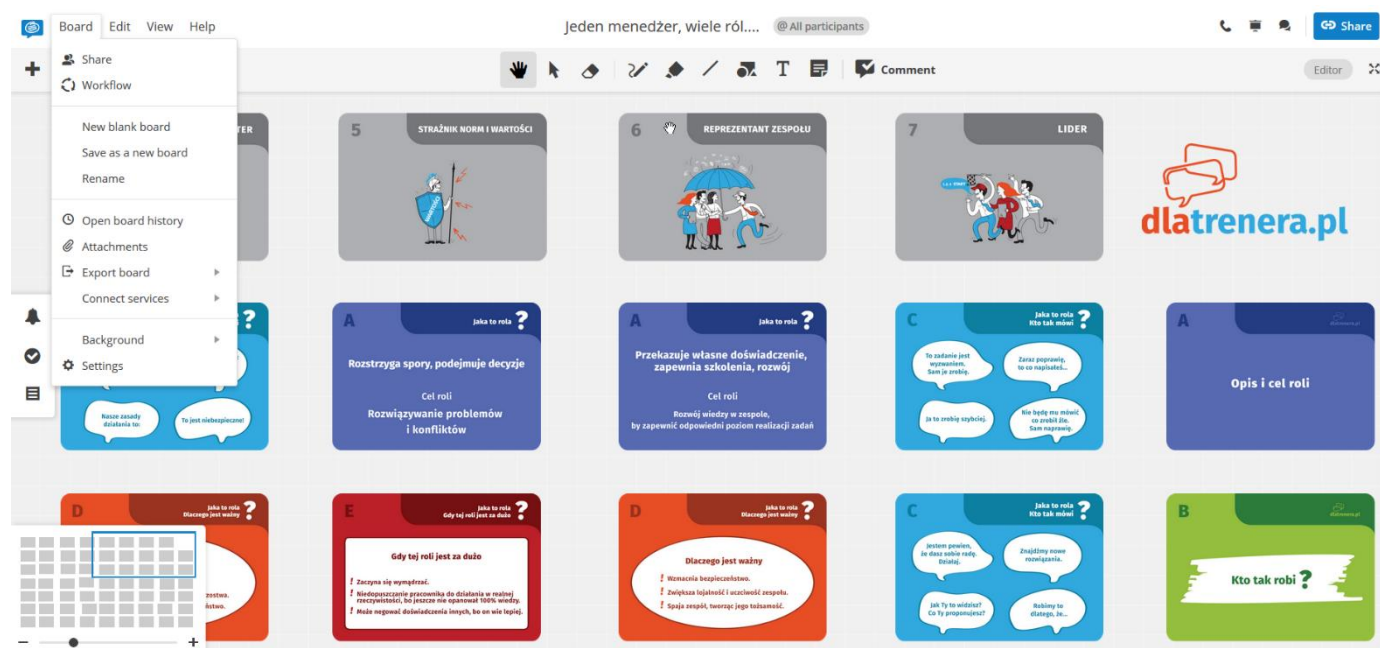 Board Edit View Help
Jeden menedżer, wiele ról....
@ All participants
Share
Share
Workflow
New blank board
Save as a new board
Rename
Open board history
Attachments
Export board
Connect services
Background
Settings
T
Comment
Editor
TER
5
STRAŻNIK NORM I WARTOŚCI
WARTOŚCI
6
REPREZENTANT ZESPOŁU
7
LIDER
dlatrenera.pl
?
Nasze zasady
działania to:
To jest niebezpieczne!
A
Jaka to rola ?
Rozstrzyga spory, podejmuje decyzje
Cel roli
Rozwiązywanie problemów
i konfliktów
A
Jaka to rola ?
Przekazuje własne doświadczenie,
zapewnia szkolenia, rozwój
Cel roli
Rozwój wiedzy w zespole,
by zapewnić odpowiedni poziom realizacji zadań
C
Jaka to rola
Kto tak mówi ?
To zadanie jest
wyzwaniem.
Sam je zrobię.
Zaraz poprawię,
to co napisałeś...
Ja to zrobię szybciej.
Nie będę mu mówić
co zrobił źle.
Sam naprawię.
A
dlatrenera.pl
Opis i cel roli
D
Jaka to rola
Dlaczego jest ważny ?
E
Jaka to rola
Gdy tej roli jest za dużo ?
Gdy tej roli jest za dużo
! Zaczyna się wymądrzać.
! Niedopuszczanie pracownika do działania w realnej
rzeczywistości, bo jeszcze nie opanował 100% wiedzy.
! Może negować doświadczenia innych, bo on wie lepiej.
D
Jaka to rola
Dlaczego jest ważny ?
Dlaczego jest ważny
! Wzmacnia bezpieczeństwo.
! Zwiększa lojalność i uczciwość zespołu.
! Spaja zespół, tworząc jego tożsamość.
C
Jaka to rola
Kto tak mówi ?
Jestem pewien,
że dasz sobie radę.
Działaj.
Znajdźmy nowe
rozwiązania.
Jak Ty to widzisz?
Co Ty proponujesz?
Robimy to
dlatego, że...
B
dlatrenera.pl
Kto tak robi ?